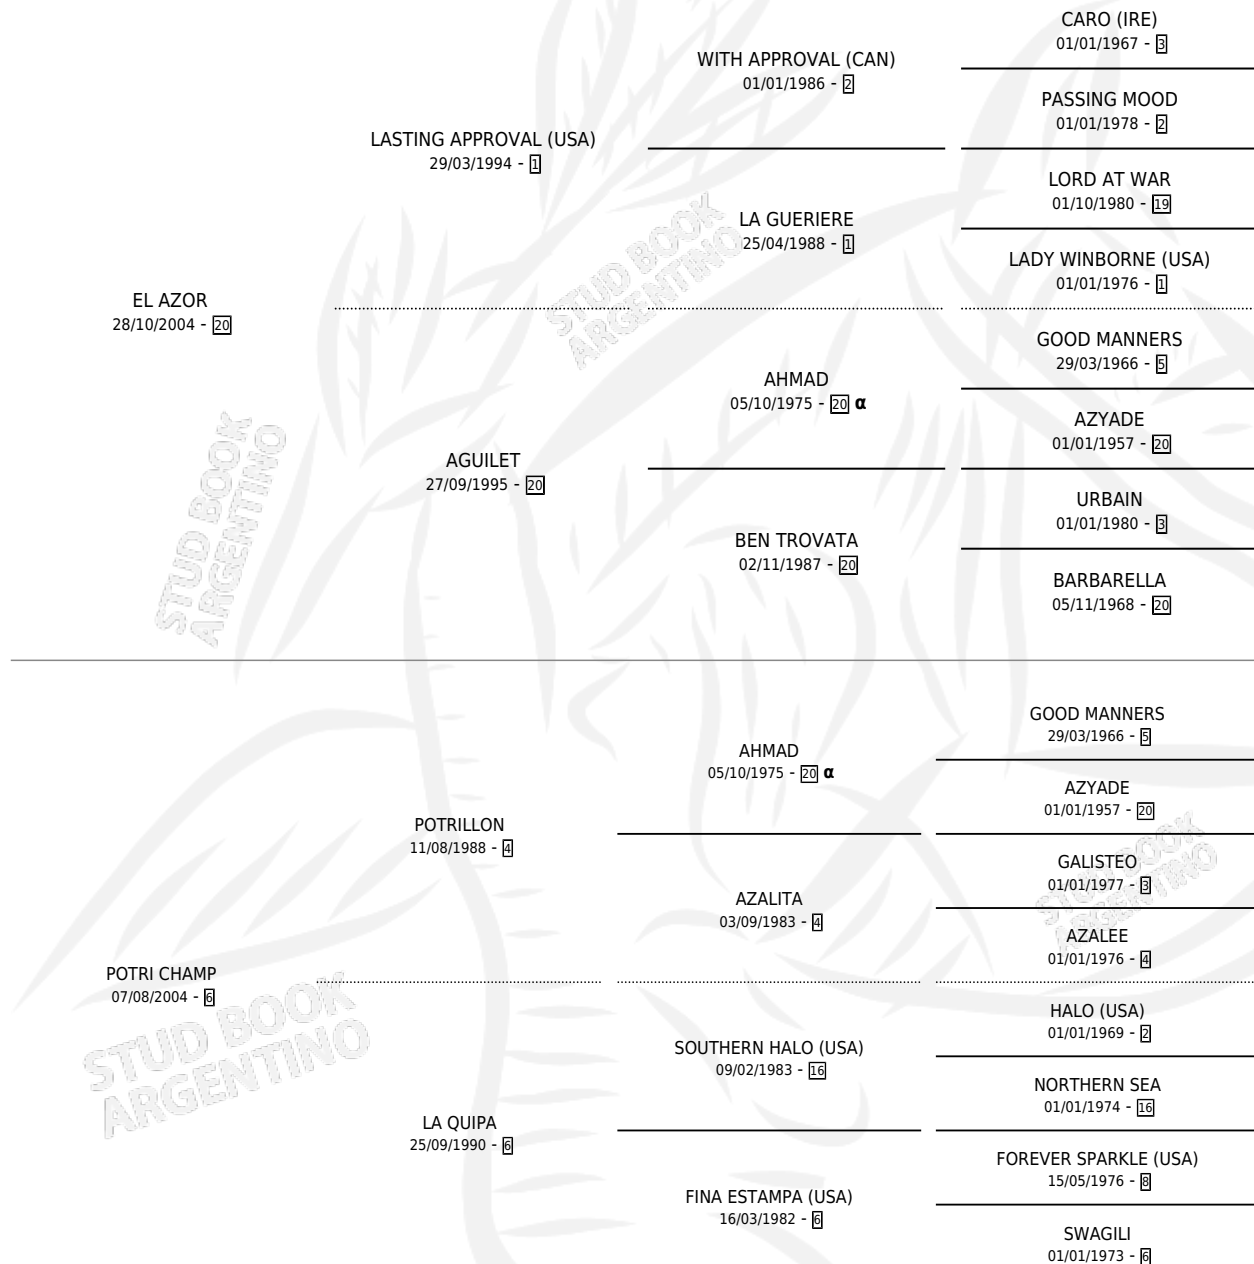 CARO (IRE)
01/01/1967 - 3
WITH APPROVAL (CAN)
01/01/1986 - 2
PASSING MOOD
01/01/1978 - 2
LASTING APPROVAL (USA)
29/03/1994 - 1
LORD AT WAR
01/10/1980 - 19
LA GUERIERE
25/04/1988 - 1
LADY WINBORNE (USA)
01/01/1976 - 1
EL AZOR
28/10/2004 - 20
GOOD MANNERS
29/03/1966 - 5
AHMAD
05/10/1975 - 20 α
AZYADE
01/01/1957 - 20
AGUILET
27/09/1995 - 20
URBAIN
01/01/1980 - 3
BEN TROVATA
02/11/1987 - 20
BARBARELLA
05/11/1968 - 20
GOOD MANNERS
29/03/1966 - 5
AHMAD
05/10/1975 - 20 α
AZYADE
01/01/1957 - 20
POTRILLON
11/08/1988 - 4
GALISTEO
01/01/1977 - 3
AZALITA
03/09/1983 - 4
AZALEE
01/01/1976 - 4
POTRI CHAMP
07/08/2004 - 6
HALO (USA)
01/01/1969 - 2
SOUTHERN HALO (USA)
09/02/1983 - 16
NORTHERN SEA
01/01/1974 - 16
LA QUIPA
25/09/1990 - 6
FOREVER SPARKLE (USA)
15/05/1976 - 8
FINA ESTAMPA (USA)
16/03/1982 - 6
SWAGILI
01/01/1973 - 6
STUD BOOK
ARGENTINO
STUD BOOK
ARGENTINO
STUD BOOK
ARGENTINO
STUD BOOK
ARGENTINO